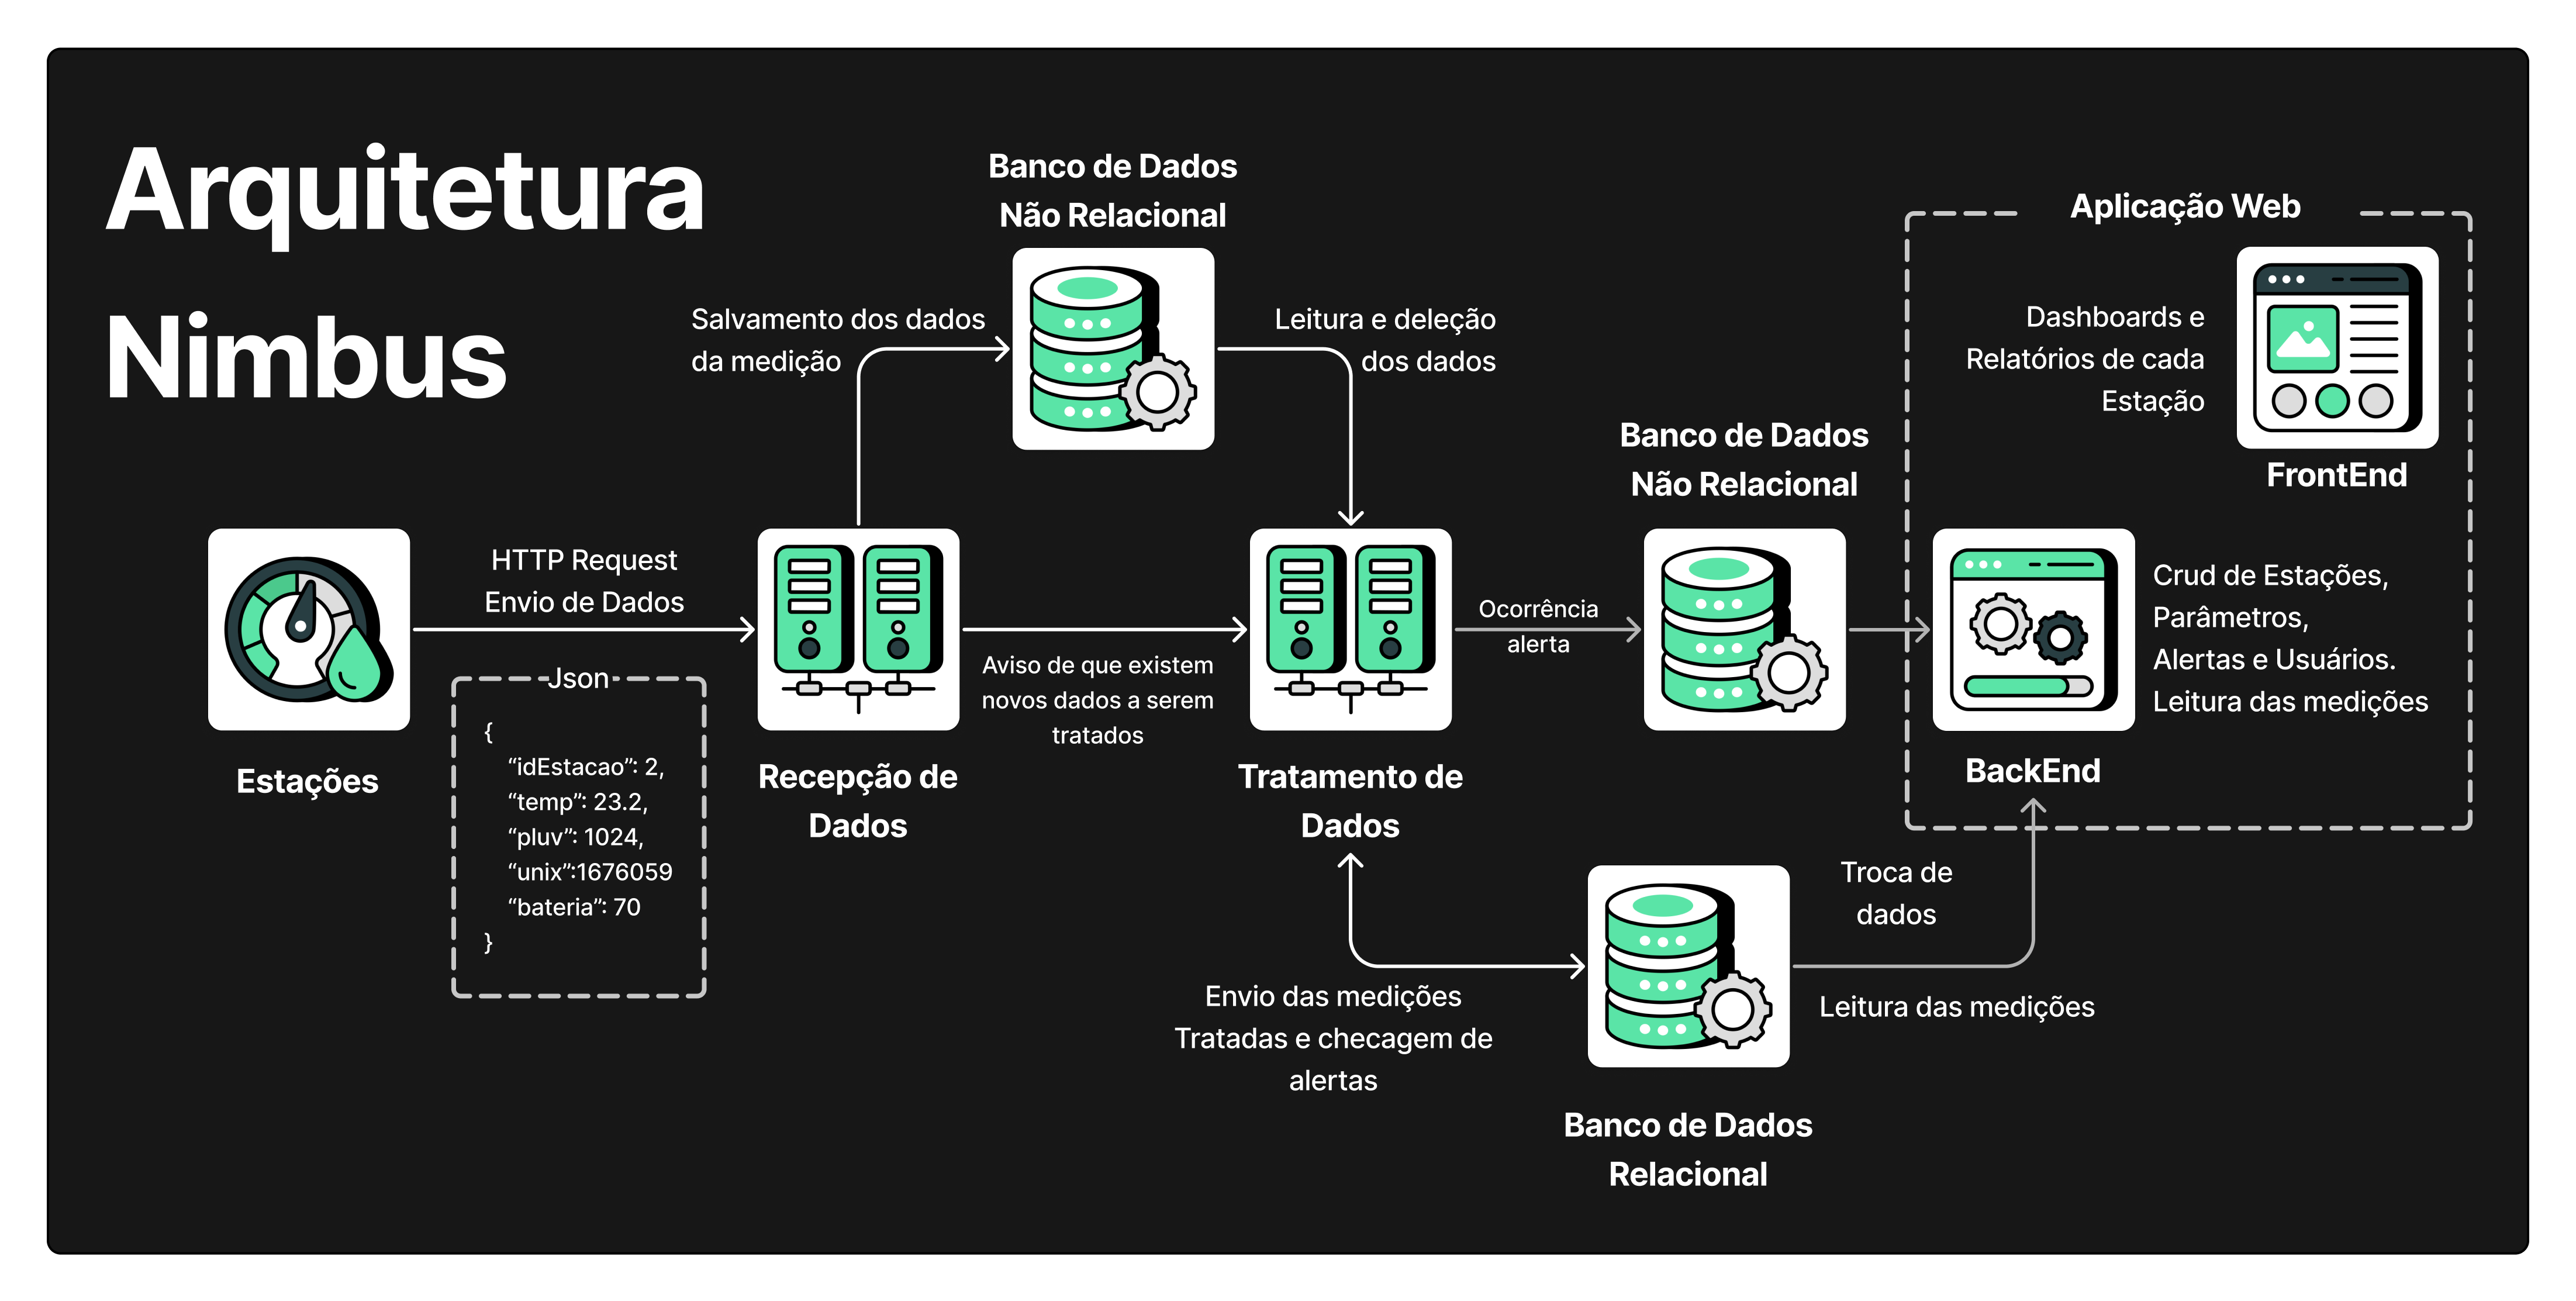 Arquitetura
Nimbus
Banco de Dados
Não Relacional
Salvamento dos dados
da medição
Leitura e deleção
dos dados
Estações
HTTP Request
Envio de Dados
Json
{
“idEstacao”: 2,
“temp”: 23.2,
“pluv”: 1024,
“unix”:1676059
“bateria”: 70
}
Recepção de
Dados
Aviso de que existem
novos dados a serem
tratados
Tratamento de
Dados
Ocorrência
alerta
Banco de Dados
Não Relacional
Aplicação Web
Dashboards e
Relatórios de cada
Estação
FrontEnd
Crud de Estações,
Parâmetros,
Alertas e Usuários.
Leitura das medições
BackEnd
Envio das medições
Tratadas e checagem de
alertas
Troca de
dados
Leitura das medições
Banco de Dados
Relacional